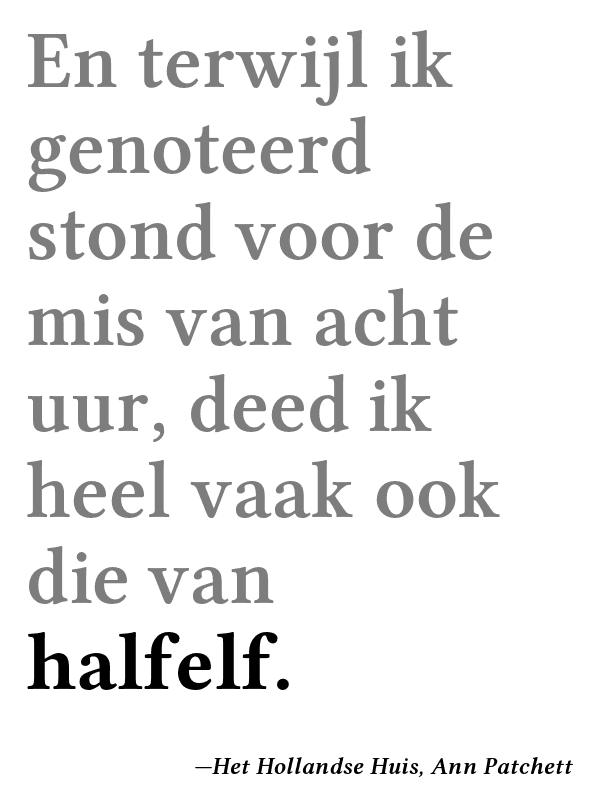 En terwijl ik
genoteerd
stond voor de
mis van acht
uur, deed ik
heel vaak ook
die van
halfelf.
—Het Hollandse Huis, Ann Patchett